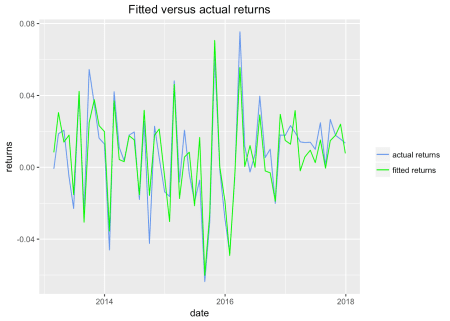 Fitted versus actual returns
0.08
0.04
0.00
-0.04
returns
2014
2016
2018
date
actual returns
fitted returns